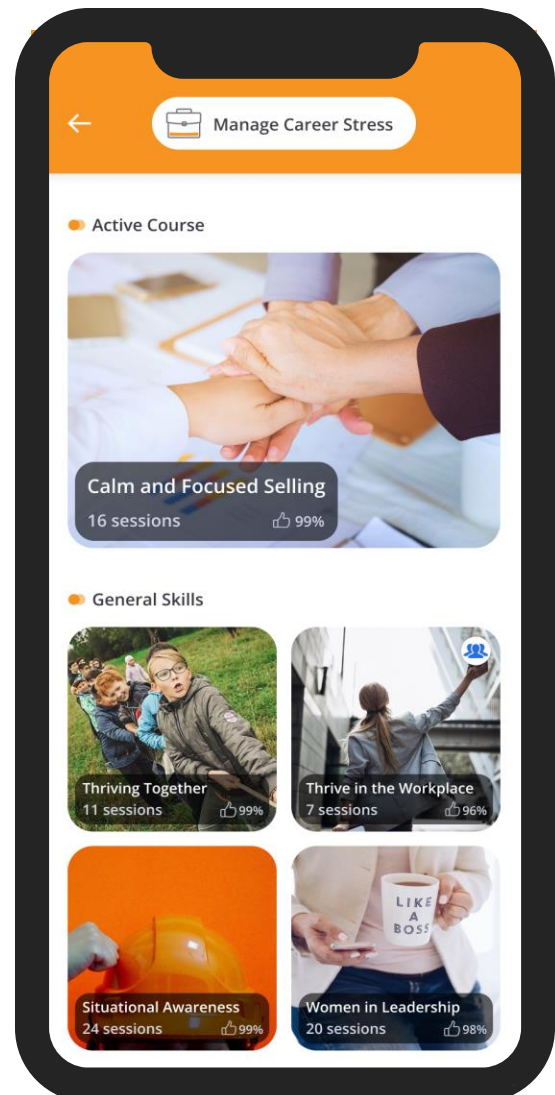 Manage Career Stress
Active Course
Calm and Focused Selling
16 sessions 99%
General Skills
Thriving Together
11 sessions 99%
Thrive in the Workplace
7 sessions 96%
LIKE
A
BOSS
Situational Awareness
24 sessions 99%
Women in Leadership
20 sessions 98%